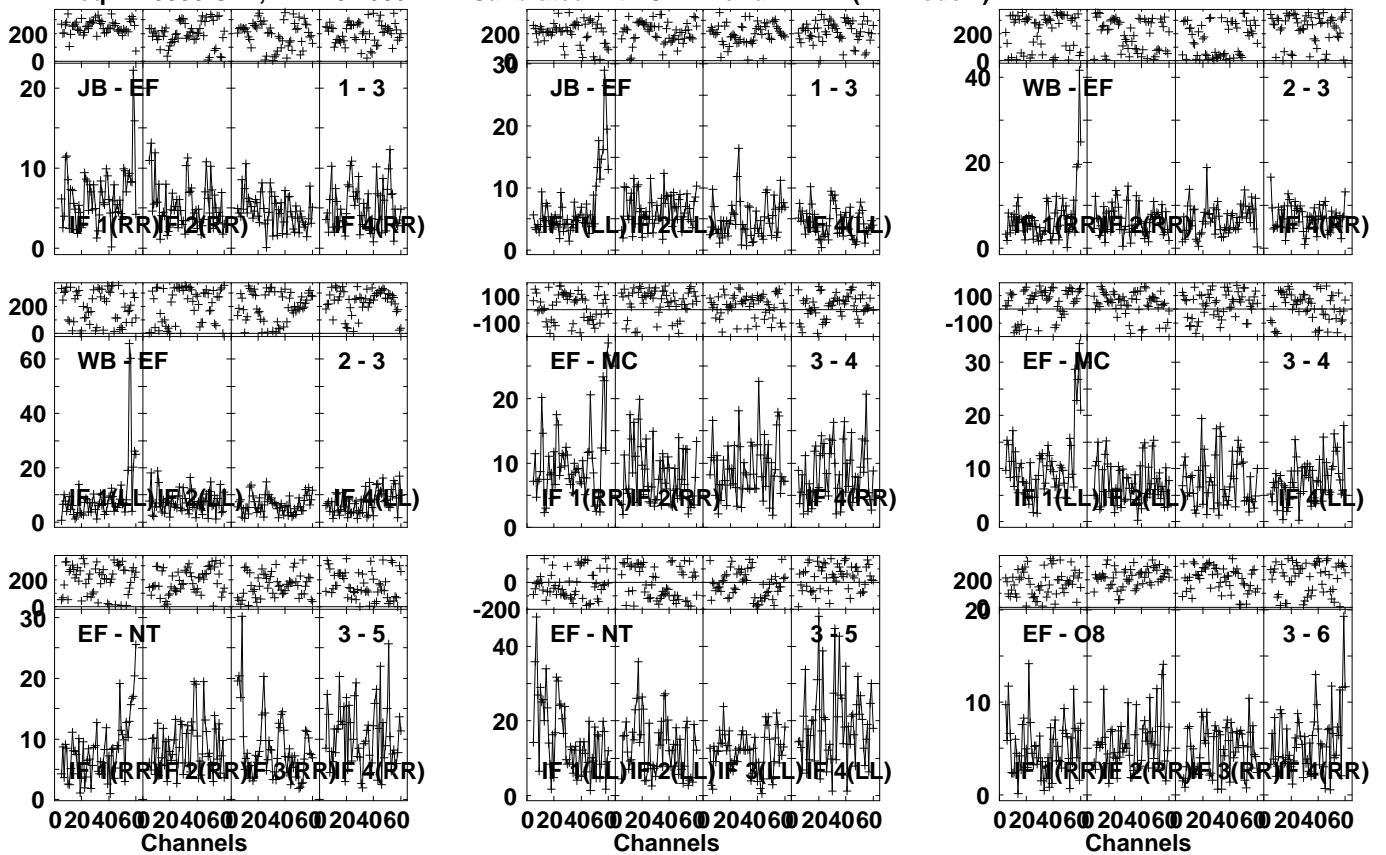 200 200 200
0 0 0
JB - EF 1 - 3 JB - EF 1 - 3 WB - EF 2 - 3
20 30 40
10 20 20
0 10 0
0
IF 1(RR) IF 2(RR) IF 4(RR) IF 1(LL) IF 2(LL) IF 4(LL) IF 1(RR) IF 2(RR) IF 4(RR)
200 100 100
0 -100 -100
WB - EF 2 - 3 EF - MC 3 - 4 EF - MC 3 - 4
60 20 30
40 10 20
20 0 10
0 0
IF 1(LL) IF 2(LL) IF 4(LL) IF 1(RR) IF 2(RR) IF 4(RR) IF 1(LL) IF 2(LL) IF 4(LL)
200 0 200
0 -200 0
EF - NT 3 - 5 EF - NT 3 - 5 EF - O8 3 - 6
30 40 20
20 20 10
10 0 0
0
IF 1(RR) IF 2(RR) IF 3(RR) IF 4(RR) IF 1(LL) IF 2(LL) IF 3(LL) IF 4(LL) IF 1(RR) IF 2(RR) IF 3(RR) IF 4(RR)
0 20 40 60 0 20 40 60 0 20 40 60 0 20 40 60 0 20 40 60 0 20 40 60 0 20 40 60 0 20 40 60 0 20 40 60 0 20 40 60 0 20 40 60 0 20 40 60
Channels Channels Channels